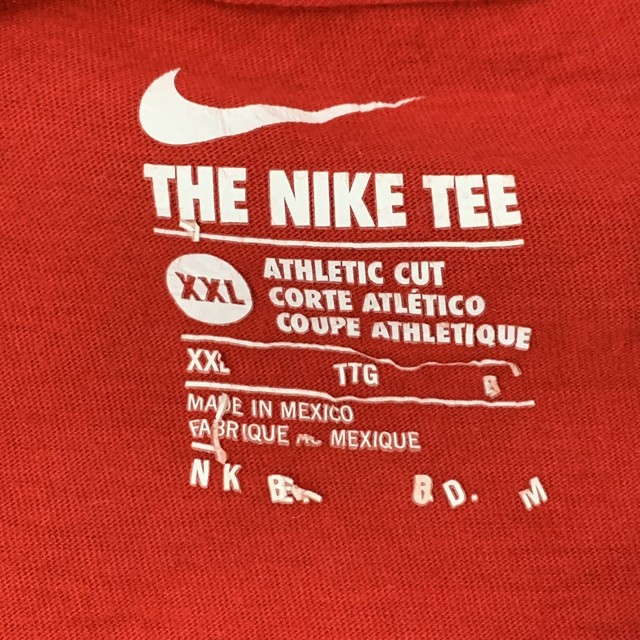 THE NIKE TEE
XXL
ATHLETIC CUT
CORTE ATLÉTICO
COUPE ATHLETIQUE
XXL TTG
MADE IN MEXICO
FABRIQUE MEXIQUE